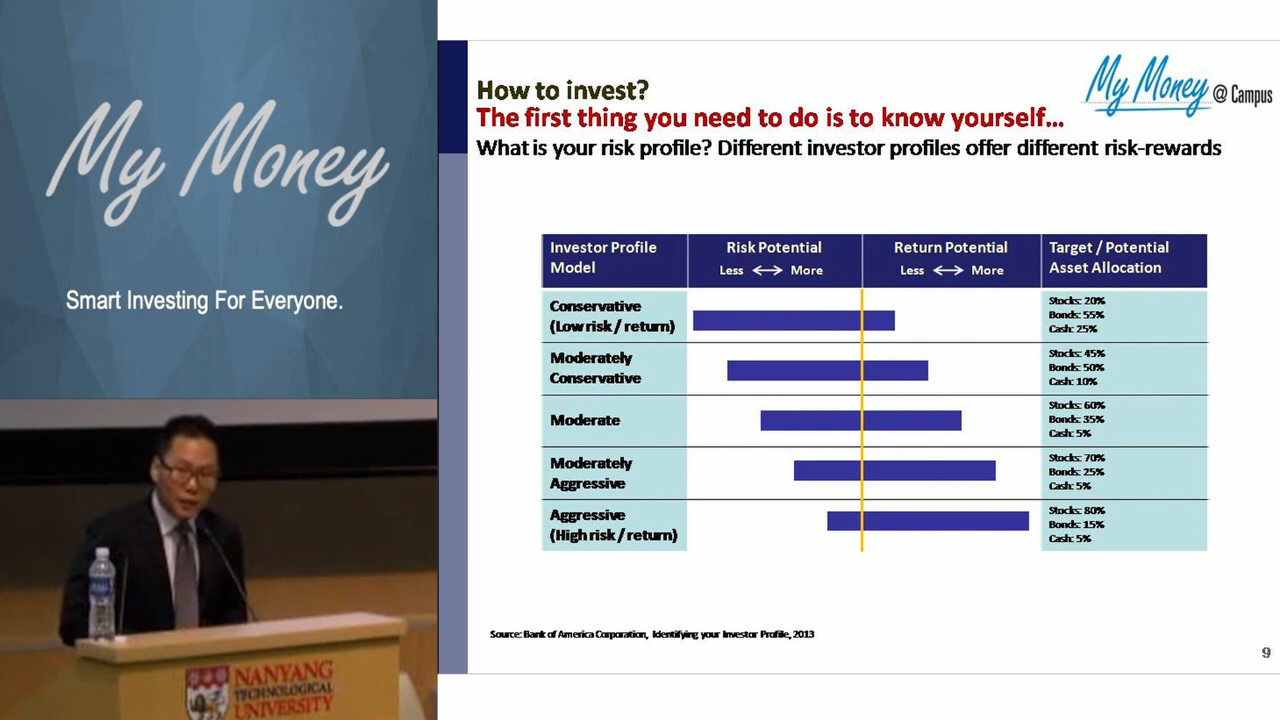 My Money
Smart Investing For Everyone.
NANYANG
TECHNOLOGICAL
UNIVERSITY
How to invest?
The first thing you need to do is to know yourself...
What is your risk profile? Different investor profiles offer different risk-rewards
My Money @ Campus
Investor Profile Model
Risk Potential
Less More
Return Potential
Less More
Target / Potential
Asset Allocation
Conservative
(Low risk / return)
Stocks: 20%
Bonds: 55%
Cash: 25%
Moderately
Conservative
Stocks: 45%
Bonds: 50%
Cash: 10%
Moderate
Stocks: 60%
Bonds: 35%
Cash: 5%
Moderately
Aggressive
Stocks: 70%
Bonds: 25%
Cash: 5%
Aggressive
(High risk / return)
Stocks: 80%
Bonds: 15%
Cash: 5%
Source: Bank of America Corporation, Identifying your Investor Profile, 2013
9